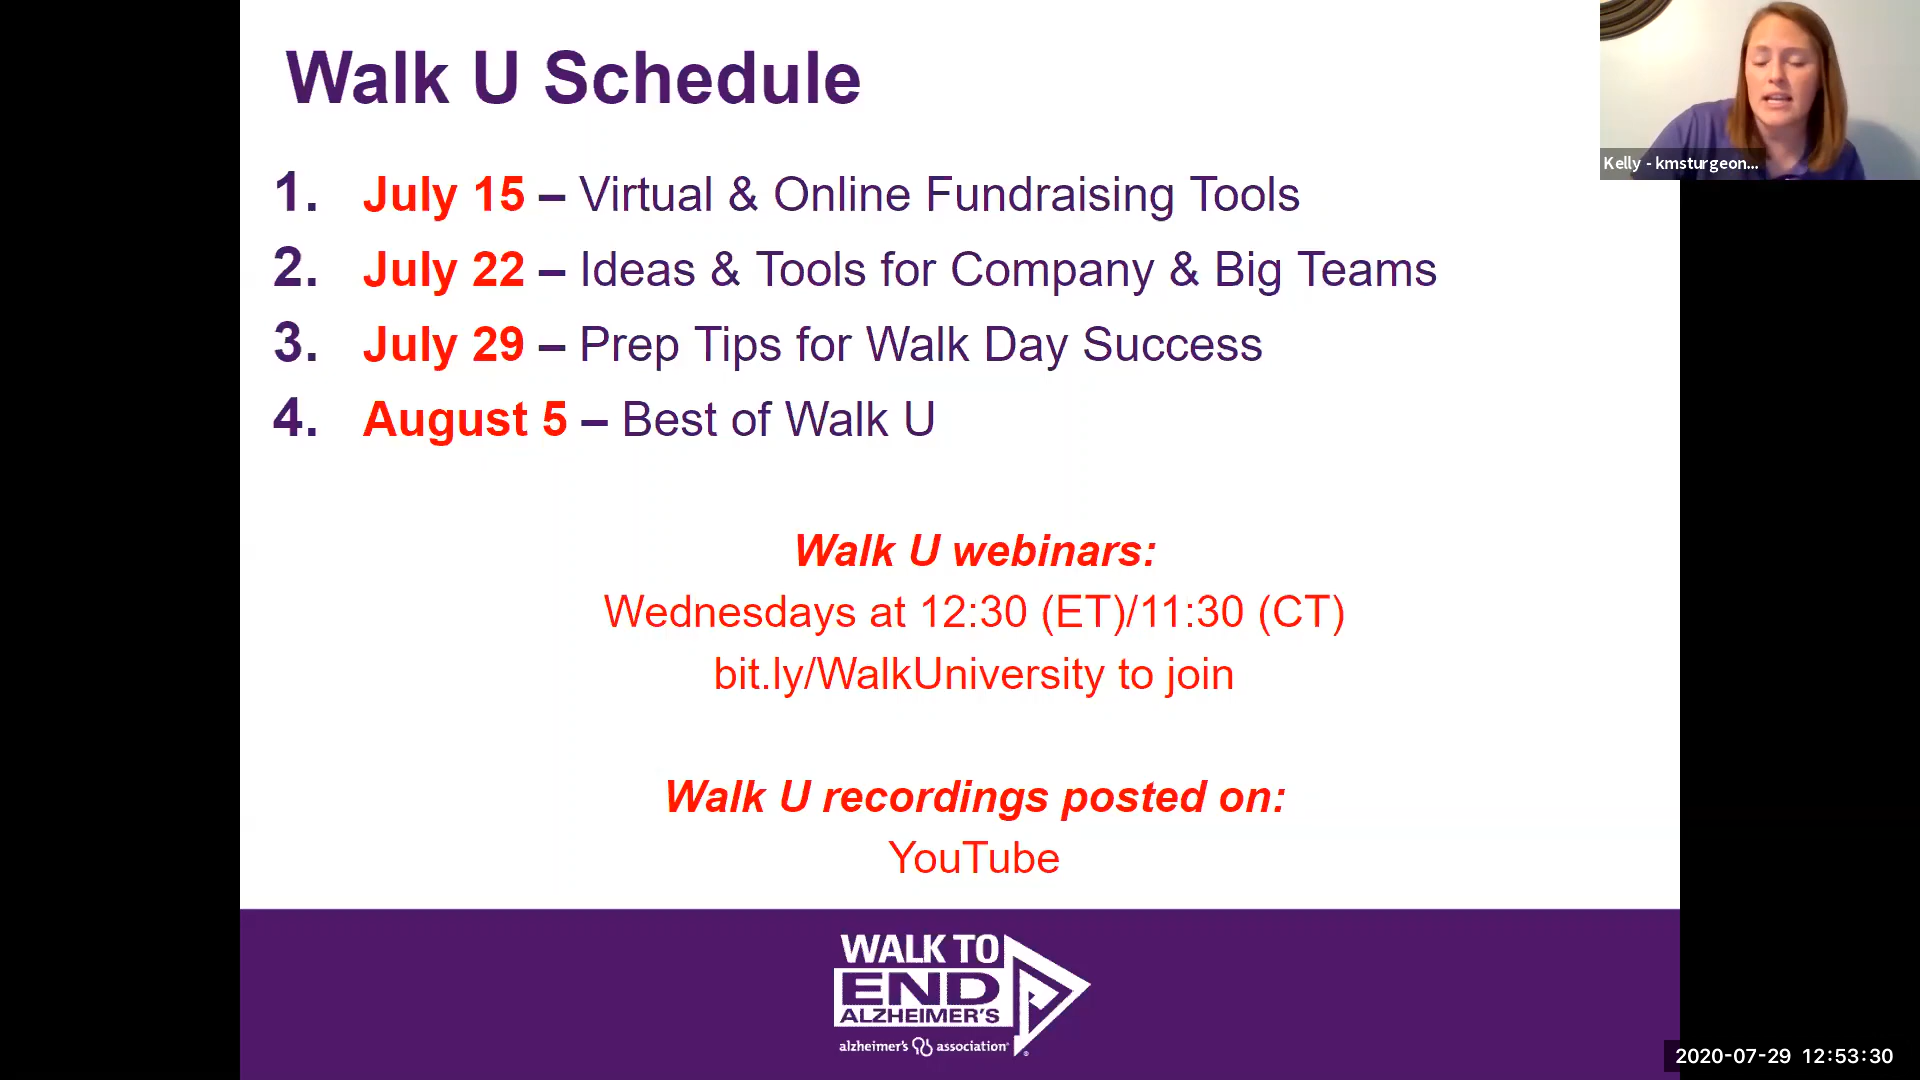 Walk U Schedule
Kelly - kmsturgeon...
1. July 15 – Virtual & Online Fundraising Tools
2. July 22 – Ideas & Tools for Company & Big Teams
3. July 29 – Prep Tips for Walk Day Success
4. August 5 – Best of Walk U
Walk U webinars:
Wednesdays at 12:30 (ET)/11:30 (CT)
bit.ly/WalkUniversity to join
Walk U recordings posted on:
YouTube
WALK TO
END
ALZHEIMER'S
alzheimer's association®
2020-07-29 12:53:30